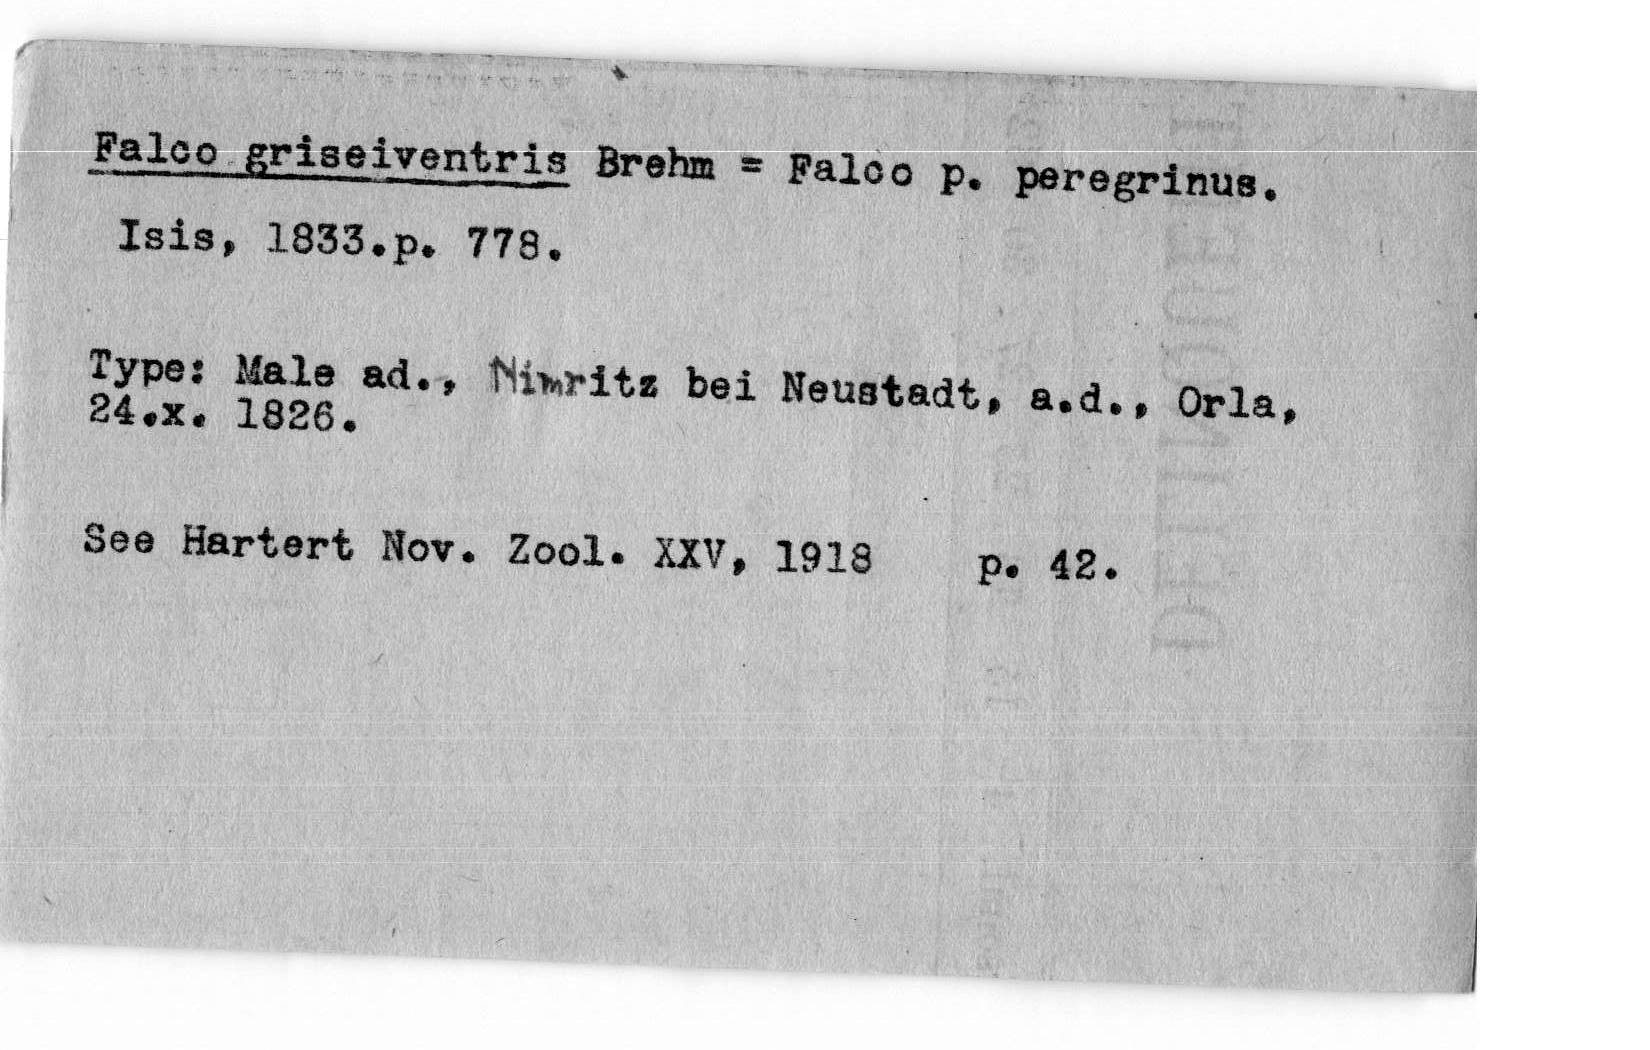 Falco griseiventris Brehm = Falco p. peregrinus.
Isis, 1833.p. 778.
Type: Male ad., Nimritz bei Neustadt, a.d., Orla,
24.x. 1826.
See Hartert Nov. Zool. XXV, 1918 p. 42.